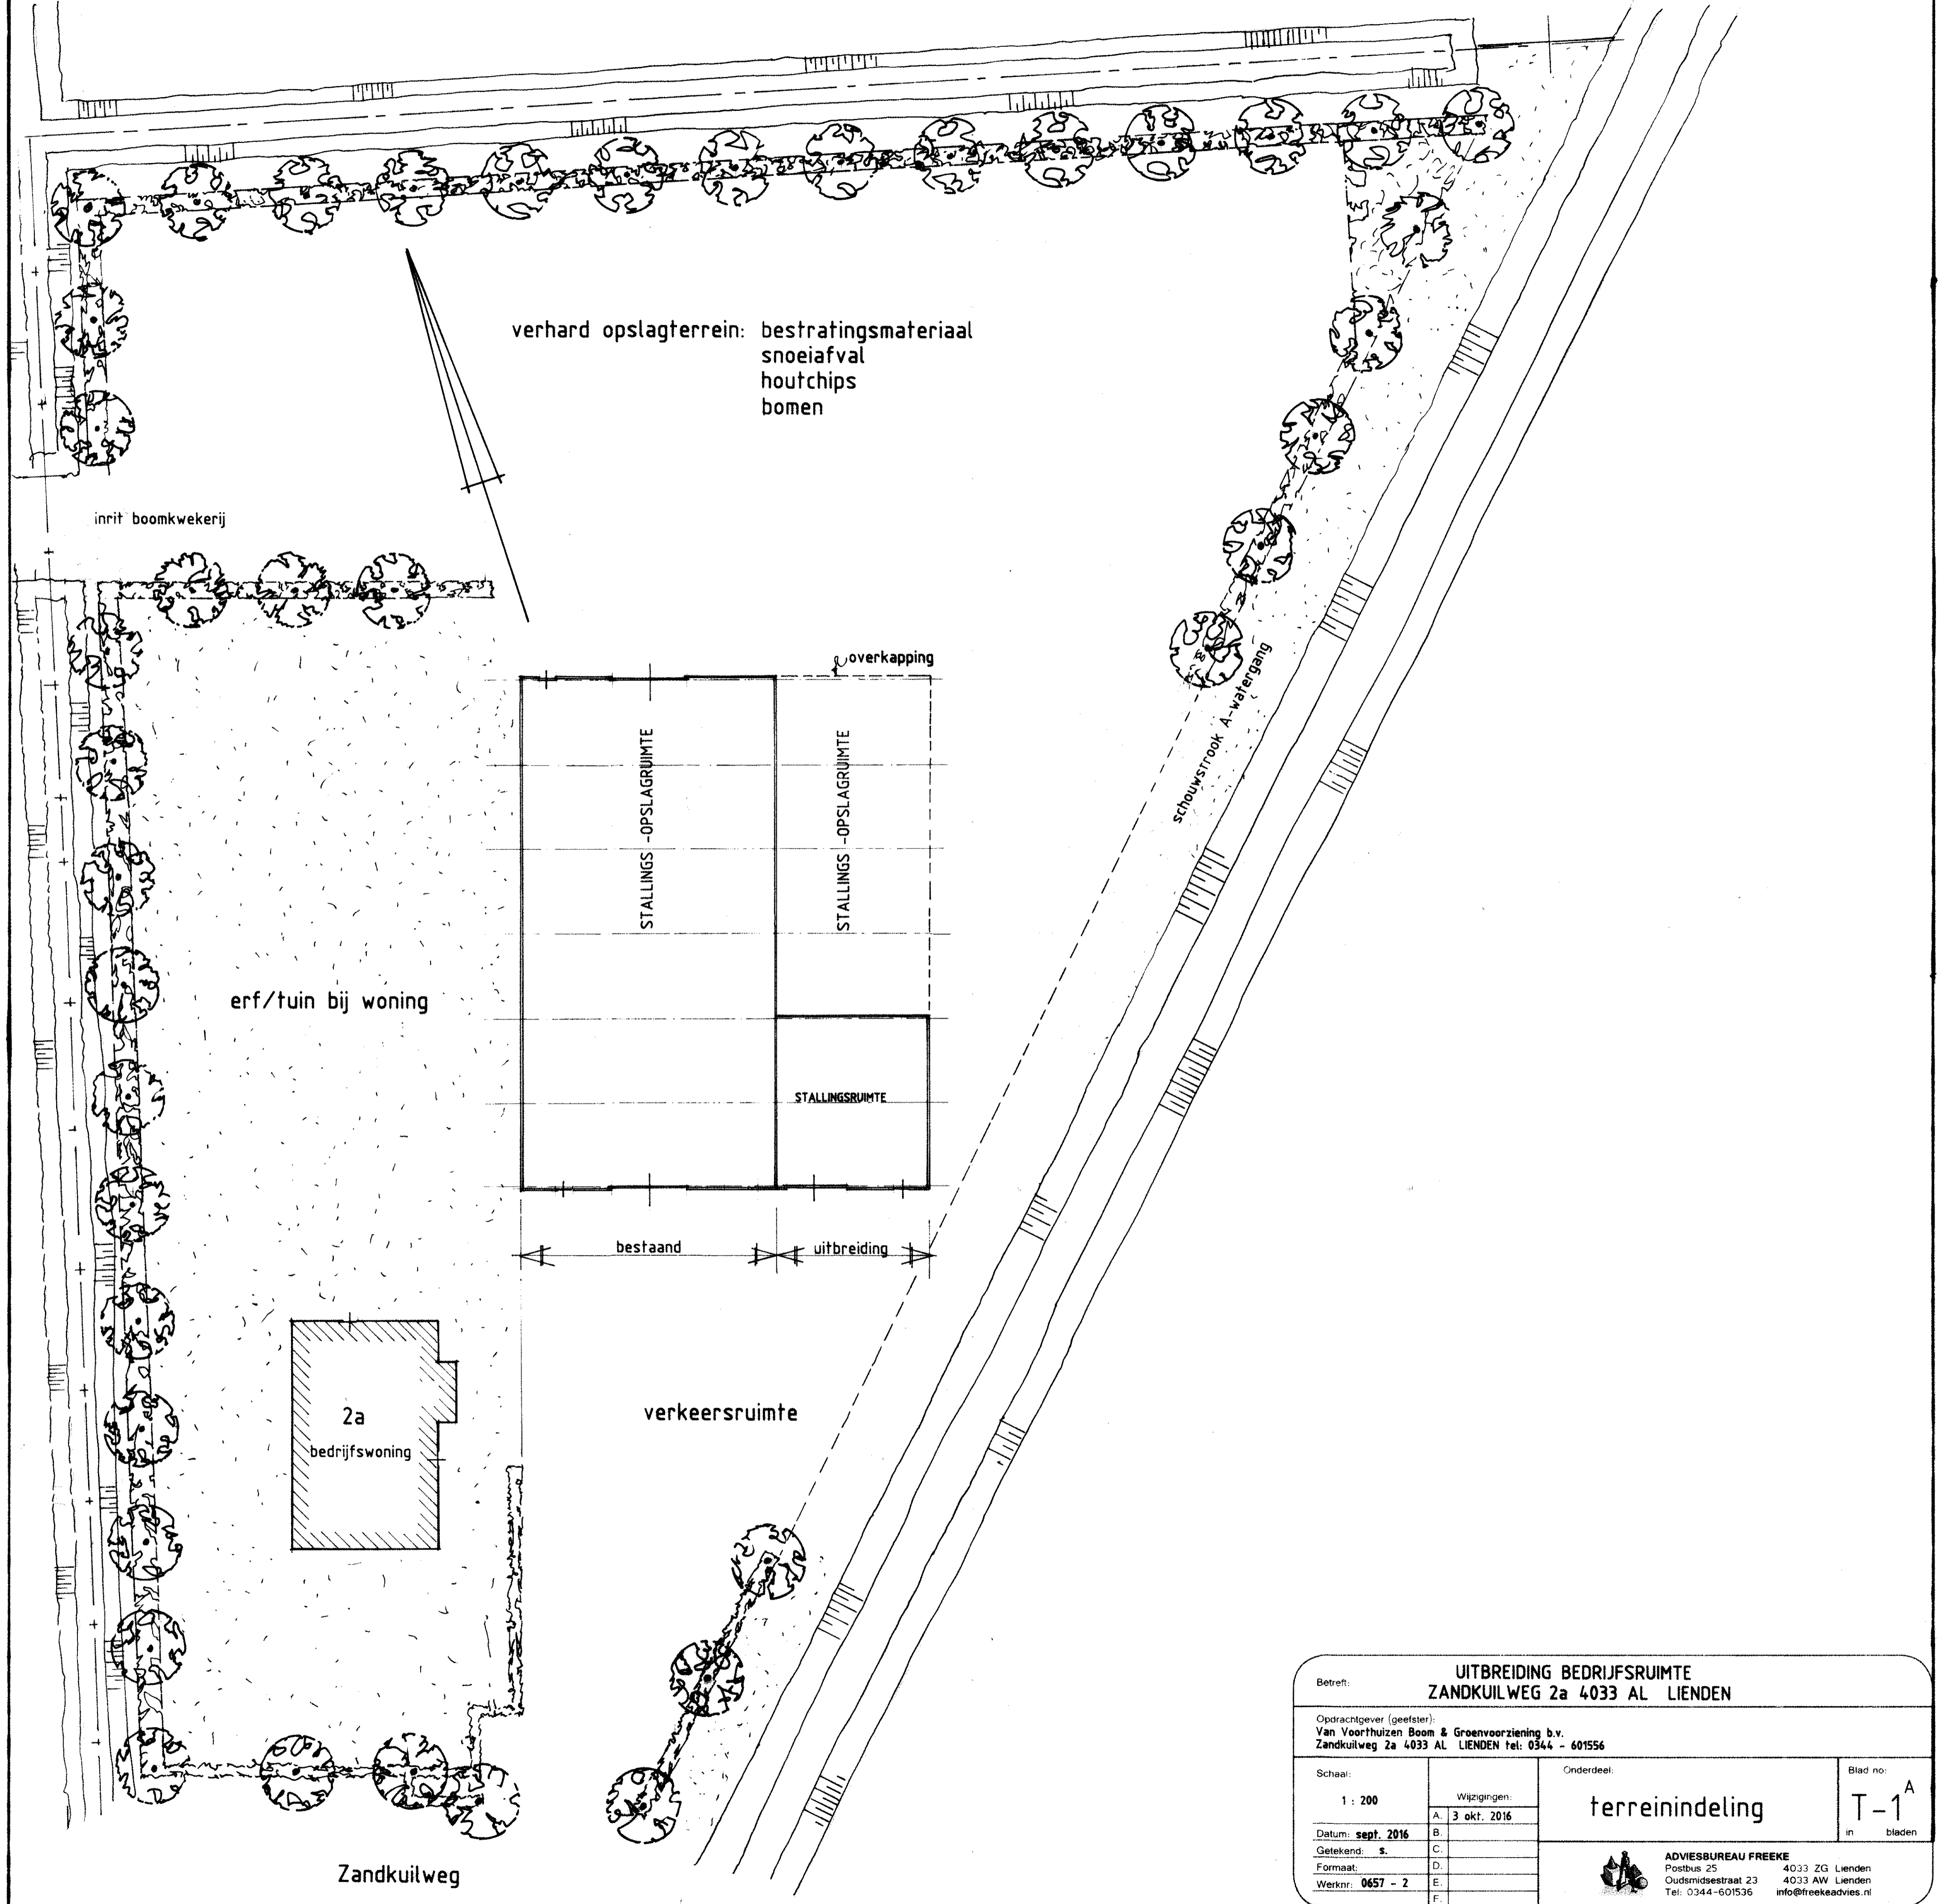 verhard opslagterrein: bestratingsmateriaal
snoeiafval
houtchips
bomen
inrit boomkwekerij
overkapping
STALLINGS -OPSLAGRUIMTE
STALLINGS -OPSLAGRUIMTE
schouwstrook A-watergang
erf/tuin bij woning
STALLINGSRUIMTE
bestaand
uitbreiding
2a
bedrijfswoning
verkeersruimte
Zandkuilweg
Betreft:
UITBREIDING BEDRIJFSRUIMTE
ZANDKUILWEG 2a 4033 AL LIENDEN
Opdrachtgever (geefster):
Van Voorthuizen Boom & Groenvoorziening b.v.
Zandkuilweg 2a 4033 AL LIENDEN tel: 0344 - 601556
Schaal:
1 : 200
Datum: sept. 2016
Getekend: s.
Formaat:
Werknr: 0657 - 2
Wijzigingen:
A. 3 okt. 2016
B.
C.
D.
E.
F.
Onderdeel:
terreinindeling
Blad no:
T-1 A
in bladen
ADVIESBUREAU FREEKE
Postbus 25 4033 ZG Lienden
Oudsmidsestraat 23 4033 AW Lienden
Tel: 0344-601536 info@freekeadvies.nl